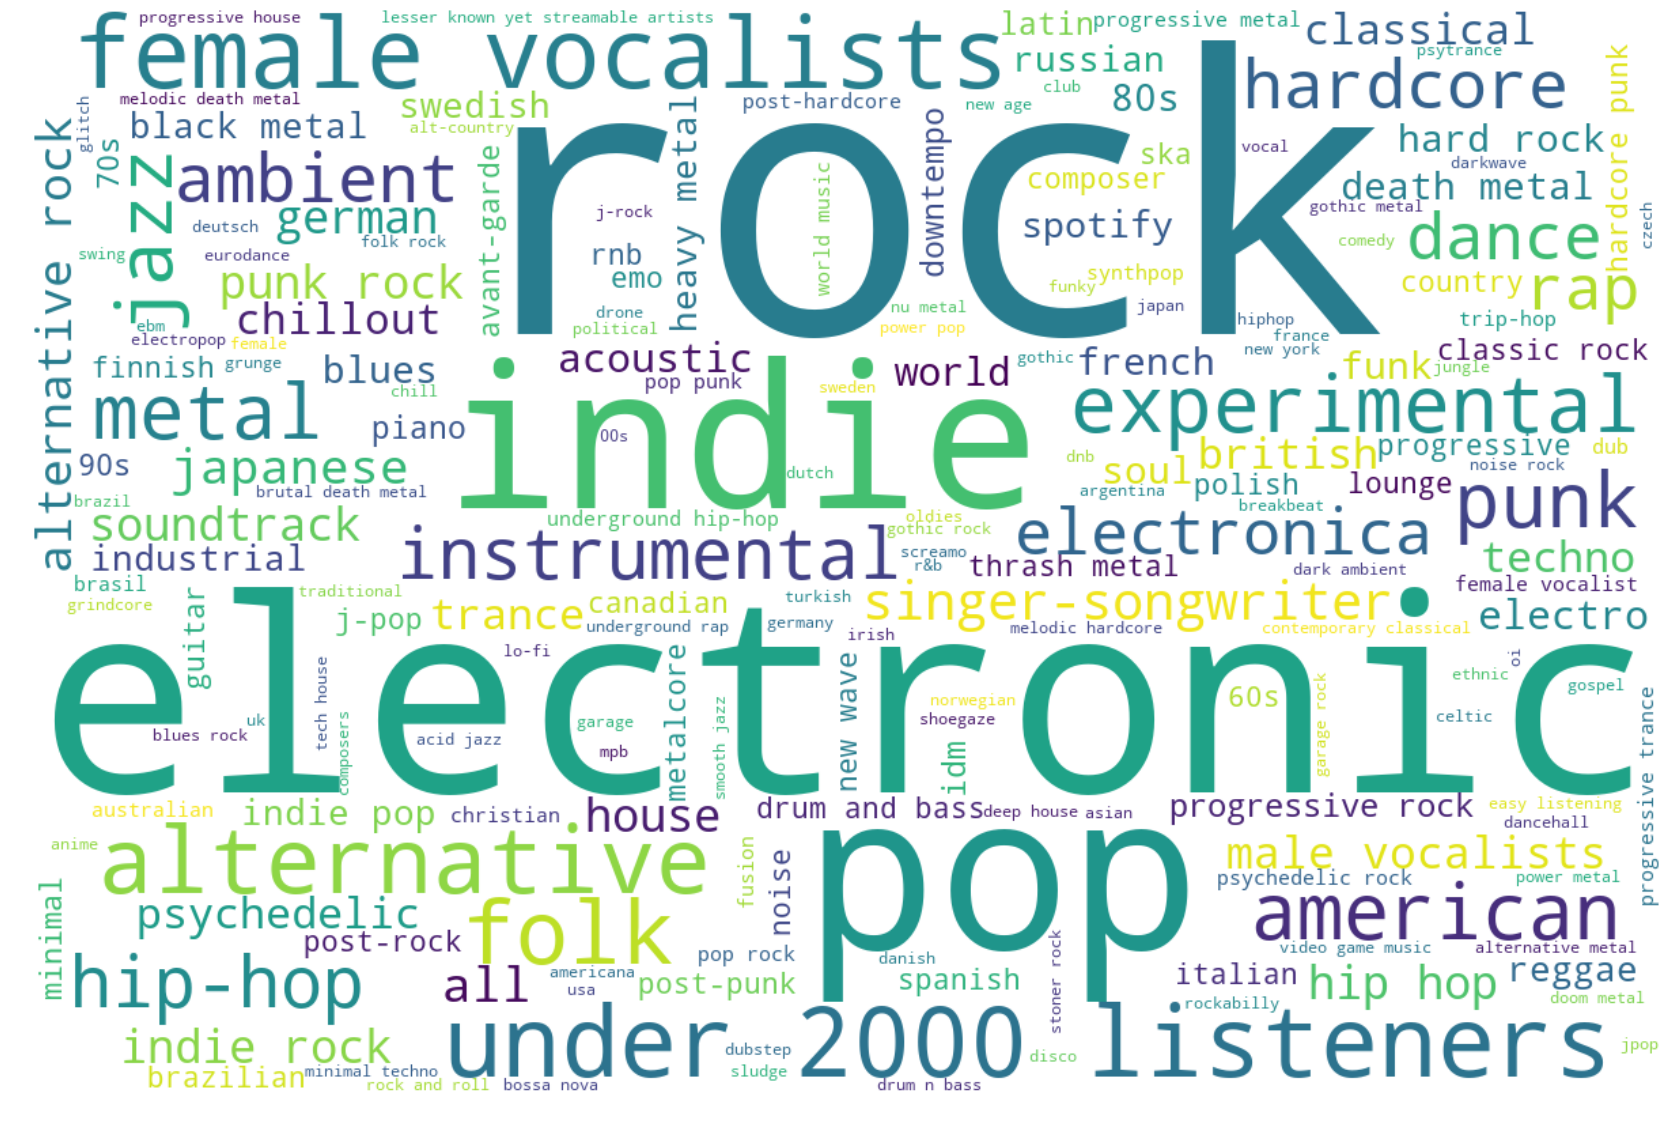 progressive house
lesser known yet streamable artists
female vocalists
latin
progressive metal
classical
psytrance
russian
hardcore
club
80s
new age
post-hardcore
rock
melodic death metal
swedish
alt-country
glitch
black metal
70s
jazz
alternative rock
ambient
avant-garde
heavy metal
downtempo
ska
vocal
hard rock
darkwave
hardcore punk
composer
death metal
gothic metal
czech
german
deutsch
folk rock
j-rock
world music
spotify
dance
comedy
swing
eurodance
rnb
emo
punk rock
synthpop
funky
country
rap
chillout
drone
political
nu metal
power pop
japan
hiphop
france
new york
trip-hop
ebm
electropop
female
finnish
grunge
blues
chill
acoustic
pop punk
world
sweden
gothic
french
funk
jungle
classic rock
metal
piano
indie
experimental
00s
90s
japanese
brutal death metal
brazil
dutch
dnb
soul
british
progressive
dub
noise rock
argentina
polish
lounge
breakbeat
punk
soundtrack
underground hip-hop
oldies
gothic rock
electronica
industrial
instrumental
screamo
r&b
thrash metal
dark ambient
techno
female vocalist
brasil
grindcore
guitar
traditional
j-pop
trance
canadian
underground rap
turkish
germany
irish
singer-songwriter
melodic hardcore
contemporary classical
electro
electronic
lo-fi
oi
ethnic
gospel
tech house
composers
metalcore
smooth jazz
new wave
norwegian
shoegaze
idm
60s
garage rock
celtic
progressive trance
uk
blues rock
acid jazz
garage
mpb
australian
indie pop
christian
house
drum and bass
deep house
asian
progressive rock
easy listening
dancehall
anime
alternative
fusion
noise
pop
male vocalists
psychedelic rock
power metal
minimal
psychedelic
post-rock
folk
american
video game music
alternative metal
hip-hop
all
americana
usa
post-punk
pop rock
danish
spanish
stoner rock
italian
rockabilly
hip hop
reggae
doom metal
indie rock
under 2000 listeners
jpop
brazilian
minimal techno
rock and roll
bossa nova
dubstep
sludge
drum n bass
disco